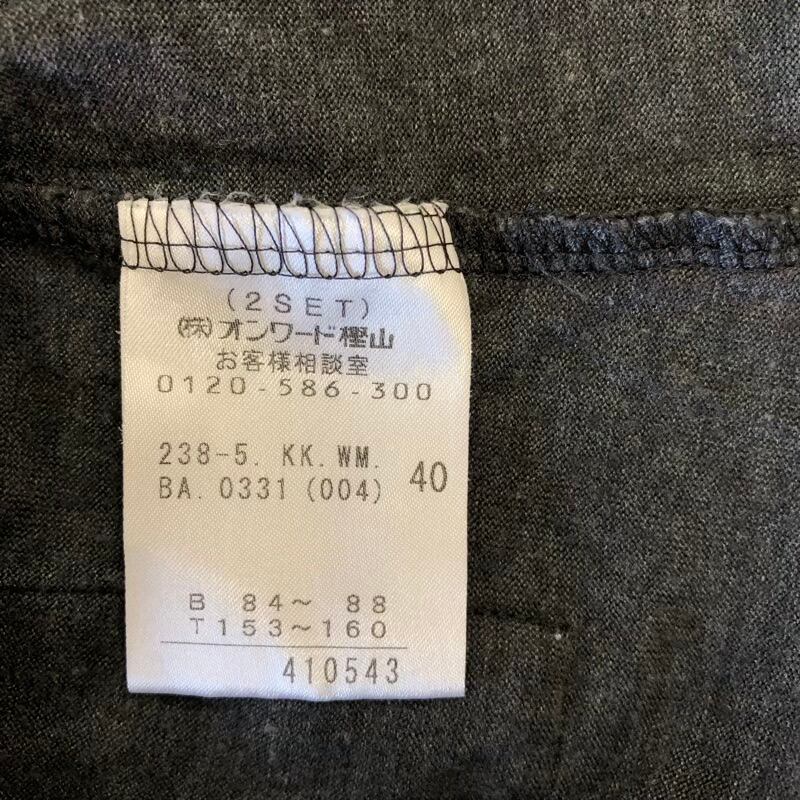 (2SET)
(株)オンワード樫山
お客様相談室
0120-586-300
238-5. KK. WM.
BA. 0331 (004) 40
B 84～ 88
T 153～160
410543